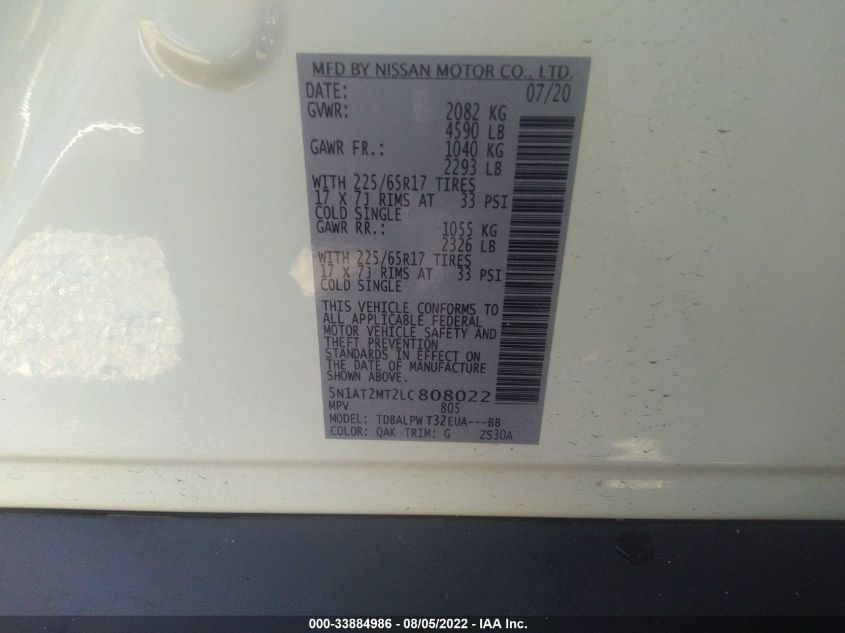 MFD BY NISSAN MOTOR CO., LTD.
DATE: 07/20
GVWR: 2082 KG
4590 LB
GAWR FR.: 1040 KG
2293 LB
WITH 225/65R17 TIRES
17 X 7J RIMS AT 33 PSI
COLD SINGLE
GAWR RR.: 1055 KG
2326 LB
WITH 225/65R17 TIRES
17 X 7J RIMS AT 33 PSI
COLD SINGLE
THIS VEHICLE CONFORMS TO
ALL APPLICABLE FEDERAL
MOTOR VEHICLE SAFETY AND
THEFT PREVENTION
STANDARDS IN EFFECT ON
THE DATE OF MANUFACTURE
SHOWN ABOVE.
5N1AT2MT2LC808022
MPV 805
MODEL: TDBALPWT32EUA---BB
COLOR: QAK TRIM: G ZS30A
000-33884986 - 08/05/2022 - IAA Inc.